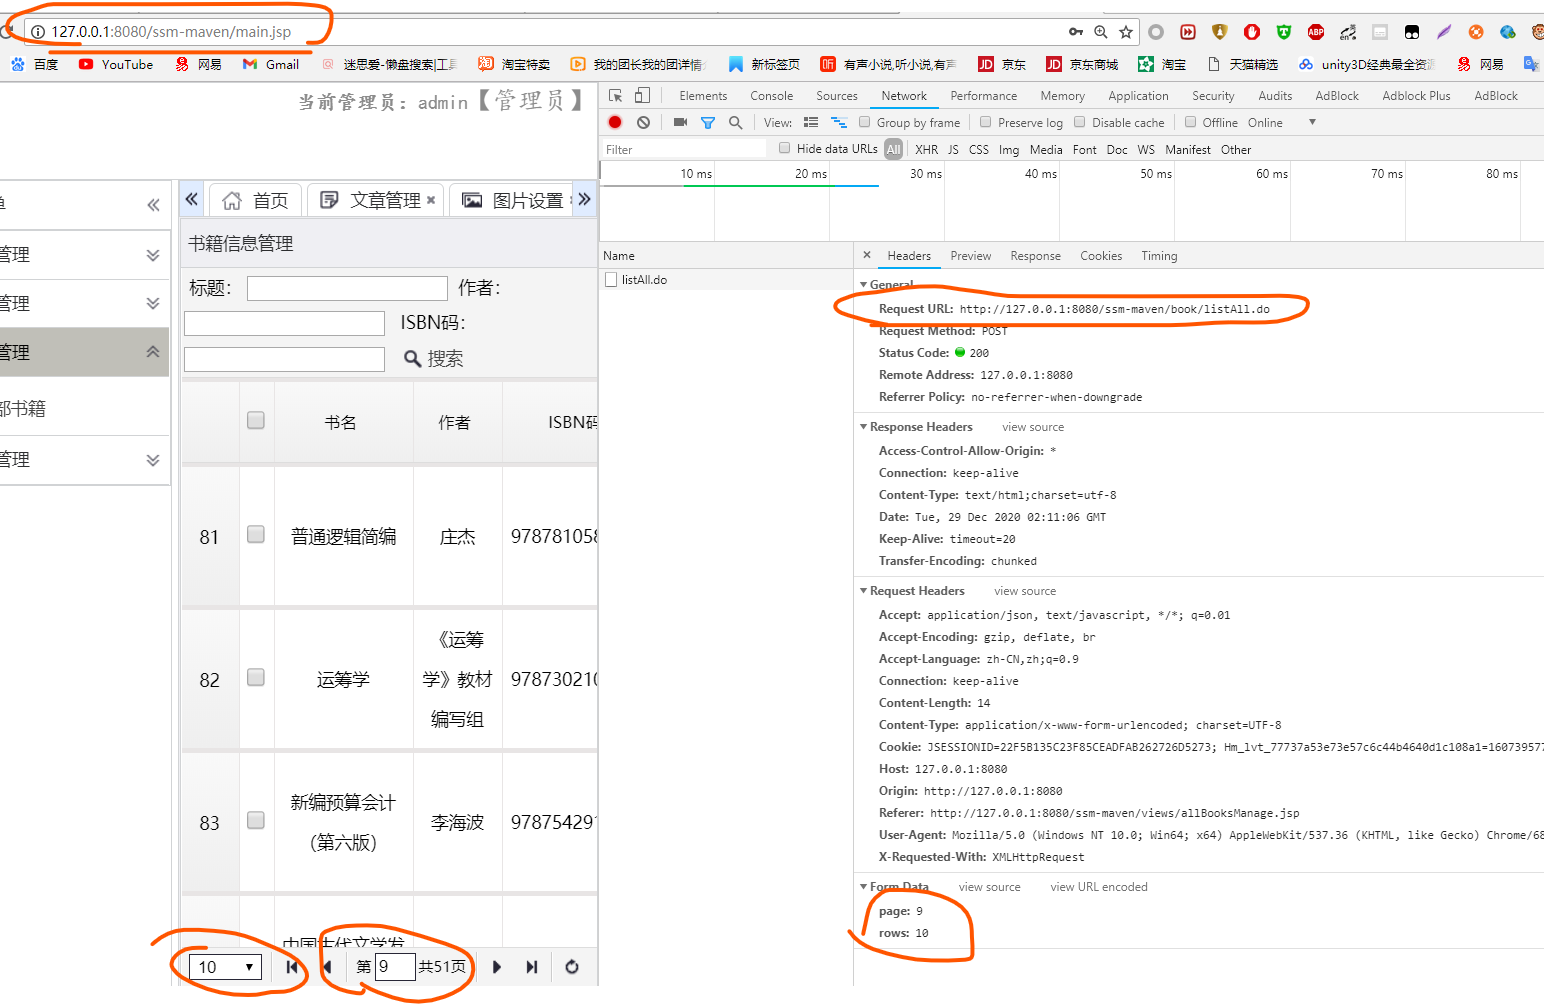 127.0.0.1:8080/ssm-maven/main.jsp
百度 YouTube 网易 Gmail 迷思爱-懒盘搜索|工具 淘宝特卖 我的团长我的团详情 新标签页 有声小说,听小说,有声 京东 京东商城 淘宝 天猫精选 unity3D经典最全资源 网易
当前管理员：admin【管理员】
Elements Console Sources Network Performance Memory Application Security Audits AdBlock Adblock Plus AdBlock
View: Group by frame Preserve log Disable cache Offline Online
Filter Hide data URLs All XHR JS CSS Img Media Font Doc WS Manifest Other
10 ms 20 ms 30 ms 40 ms 50 ms 60 ms 70 ms 80 ms
单
管理
管理
管理
部书籍
管理
首页 文章管理 图片设置
书籍信息管理
标题： 作者：
ISBN码：
搜索
书名 作者 ISBN码
81 普通逻辑简编 庄杰 978781058
82 运筹学 《运筹学》教材编写组 978730210
83 新编预算会计（第六版） 李海波 978754291
中国古代文学发
10 第 9 共51页
Name
listAll.do
Headers Preview Response Cookies Timing
General
Request URL: http://127.0.0.1:8080/ssm-maven/book/listAll.do
Request Method: POST
Status Code: 200
Remote Address: 127.0.0.1:8080
Referrer Policy: no-referrer-when-downgrade
Response Headers view source
Access-Control-Allow-Origin: *
Connection: keep-alive
Content-Type: text/html;charset=utf-8
Date: Tue, 29 Dec 2020 02:11:06 GMT
Keep-Alive: timeout=20
Transfer-Encoding: chunked
Request Headers view source
Accept: application/json, text/javascript, */*; q=0.01
Accept-Encoding: gzip, deflate, br
Accept-Language: zh-CN,zh;q=0.9
Connection: keep-alive
Content-Length: 14
Content-Type: application/x-www-form-urlencoded; charset=UTF-8
Cookie: JSESSIONID=22F5B135C23F85CEADFAB262726D5273; Hm_lvt_77737a53e73e57c6c44b4640d1c108a1=160739577
Host: 127.0.0.1:8080
Origin: http://127.0.0.1:8080
Referer: http://127.0.0.1:8080/ssm-maven/views/allBooksManage.jsp
User-Agent: Mozilla/5.0 (Windows NT 10.0; Win64; x64) AppleWebKit/537.36 (KHTML, like Gecko) Chrome/68
X-Requested-With: XMLHttpRequest
Form Data view source view URL encoded
page: 9
rows: 10